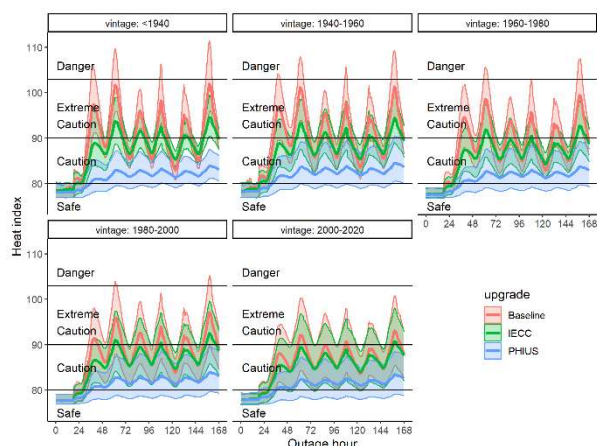 vintage: <1940
vintage: 1940-1960
vintage: 1960-1980
110
100
90
80
Danger
Extreme
Caution
Caution
Safe
Danger
Extreme
Caution
Caution
Safe
Danger
Extreme
Caution
Caution
Safe
0 24 48 72 96 120 144 168
vintage: 1980-2000
vintage: 2000-2020
110
100
90
80
Danger
Extreme
Caution
Caution
Safe
Danger
Extreme
Caution
Caution
Safe
0 24 48 72 96 120 144 168
0 24 48 72 96 120 144 168
Heat index
Outage hour
upgrade
Baseline
IECC
PHIUS